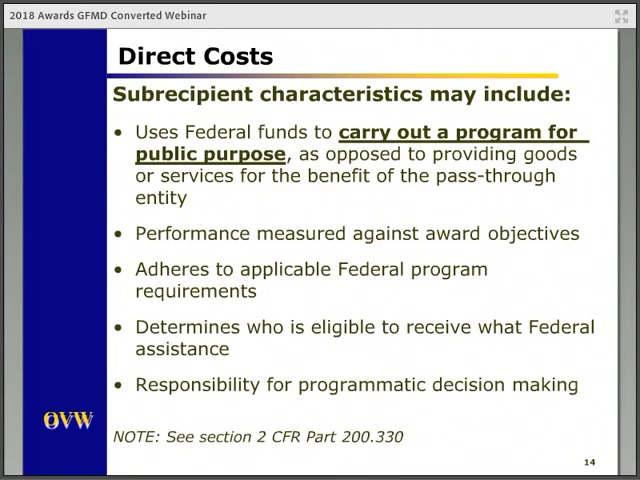 2018 Awards GFMD Converted Webinar
Direct Costs
Subrecipient characteristics may include:
• Uses Federal funds to carry out a program for
public purpose, as opposed to providing goods
or services for the benefit of the pass-through
entity
• Performance measured against award objectives
• Adheres to applicable Federal program
requirements
• Determines who is eligible to receive what Federal
assistance
• Responsibility for programmatic decision making
OVW
NOTE: See section 2 CFR Part 200.330
14